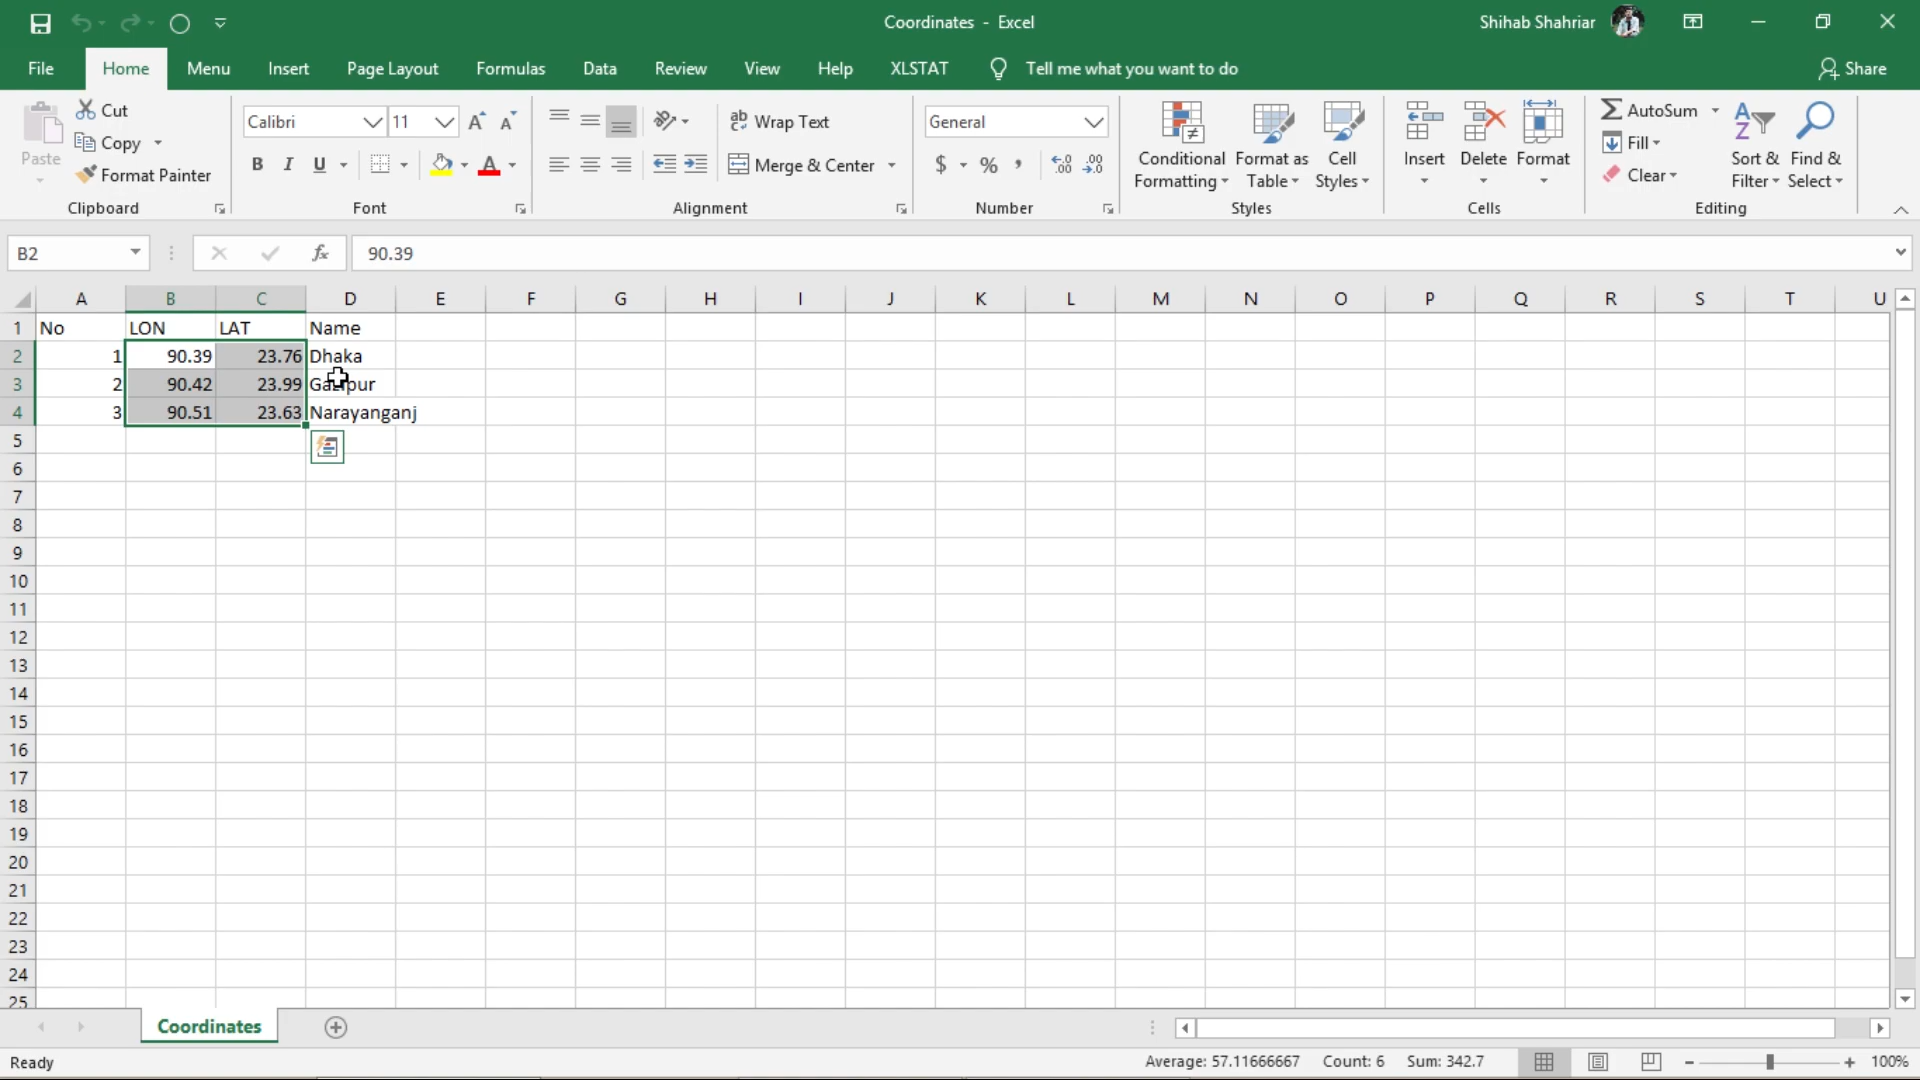 Coordinates - Excel
Shihab Shahriar
File Home Menu Insert Page Layout Formulas Data Review View Help XLSTAT Tell me what you want to do Share
Paste
Cut
Copy
Format Painter
Clipboard
Calibri 11
B I U
Font
Wrap Text
Merge & Center
Alignment
General
$ % ,
Number
Conditional Formatting
Format as Table
Cell Styles
Styles
Insert Delete Format
Cells
AutoSum
Fill
Clear
Sort & Filter
Find & Select
Editing
B2 fx 90.39
A B C D E F G H I J K L M N O P Q R S T U
1 No LON LAT Name
2 1 90.39 23.76 Dhaka
3 2 90.42 23.99 Gazipur
4 3 90.51 23.63 Narayanganj
5
6
7
8
9
10
11
12
13
14
15
16
17
18
19
20
21
22
23
24
25
Coordinates
Ready Average: 57.11666667 Count: 6 Sum: 342.7 100%